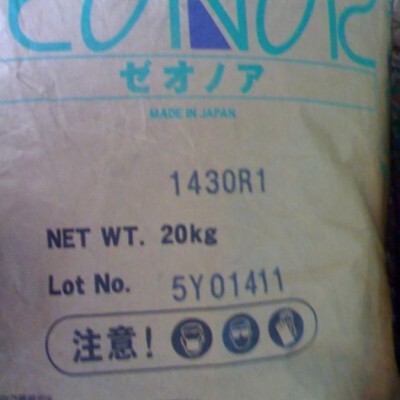 ゼオノア
MADE IN JAPAN
1430R1
NET WT. 20kg
Lot No. 5Y01411
注意!